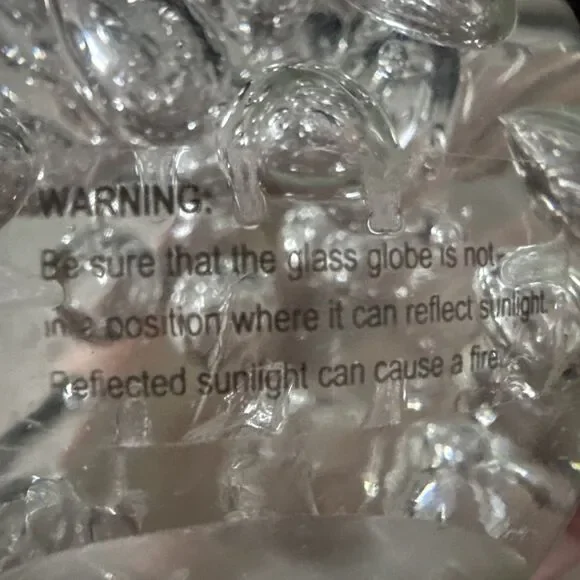 WARNING:
Be sure that the glass globe is not
in a position where it can reflect sunlight.
Reflected sunlight can cause a fire.